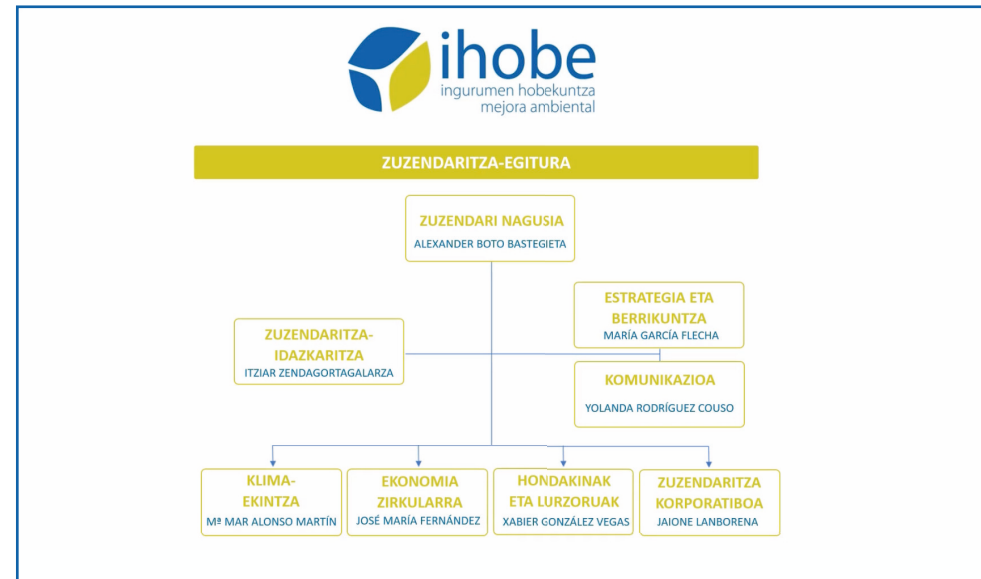 ihobe
ingurumen hobekuntza
mejora ambiental
ZUZENDARITZA-EGITURA
ZUZENDARI NAGUSIA
ALEXANDER BOTO BASTEGIETA
ESTRATEGIA ETA
BERRIKUNTZA
MARÍA GARCÍA FLECHA
ZUZENDARITZA-
IDAZKARITZA
ITZIAR ZENDAGORTAGALARZA
KOMUNIKAZIOA
YOLANDA RODRÍGUEZ COUSO
KLIMA-
EKINTZA
Mª MAR ALONSO MARTÍN
EKONOMIA
ZIRKULARRA
JOSÉ MARÍA FERNÁNDEZ
HONDAKINAK
ETA LURZORUAK
XABIER GONZÁLEZ VEGAS
ZUZENDARITZA
KORPORATIBOA
JAIONE LANBORENA